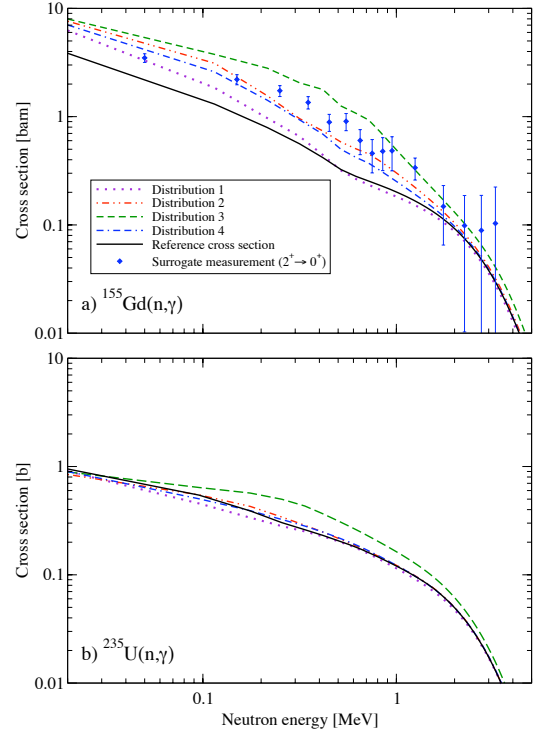 10
1
0.1
0.01
Cross section [barn]
Distribution 1
Distribution 2
Distribution 3
Distribution 4
Reference cross section
Surrogate measurement (2⁺→ 0⁺)
a) ¹⁵⁵Gd(n,γ)
10
1
0.1
0.01
Cross section [b]
b) ²³⁵U(n,γ)
0.1
1
Neutron energy [MeV]